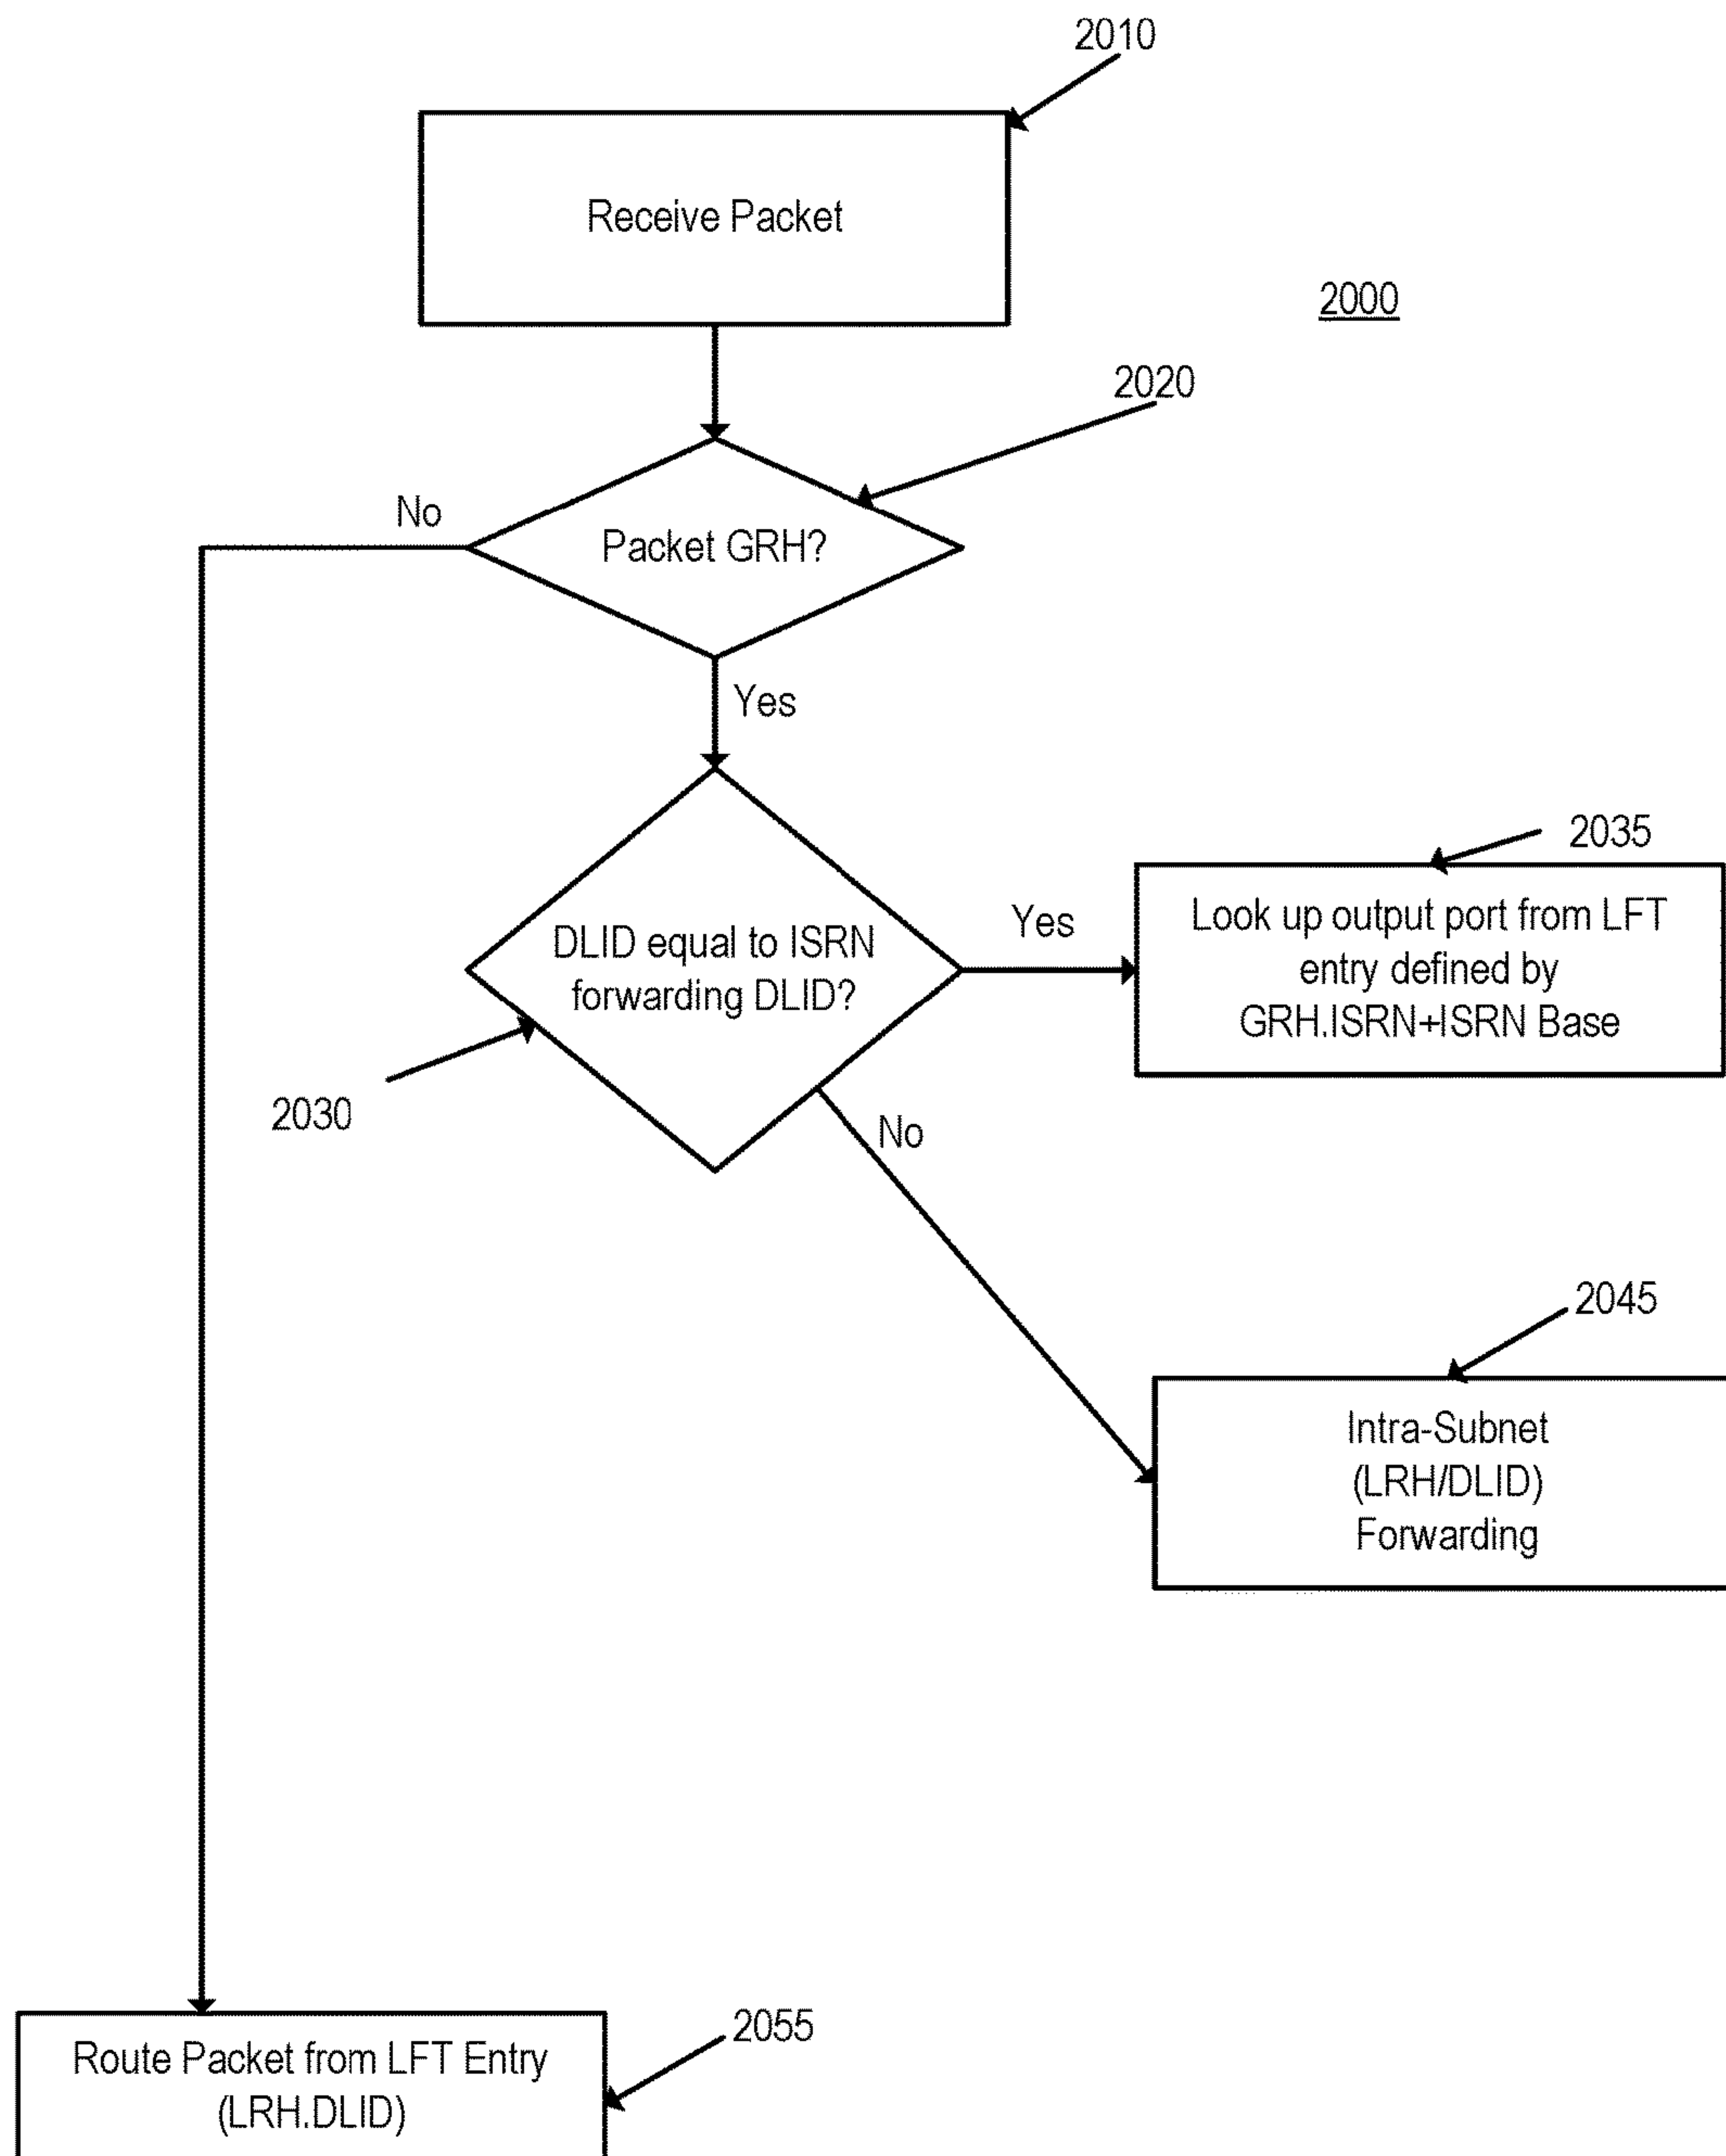 2010
Receive Packet
2000
2020
No
Packet GRH?
Yes
2035
DLID equal to ISRN
forwarding DLID?
Yes
Look up output port from LFT
entry defined by
GRH.ISRN+ISRN Base
2030
No
2045
Intra-Subnet
(LRH/DLID)
Forwarding
2055
Route Packet from LFT Entry
(LRH.DLID)